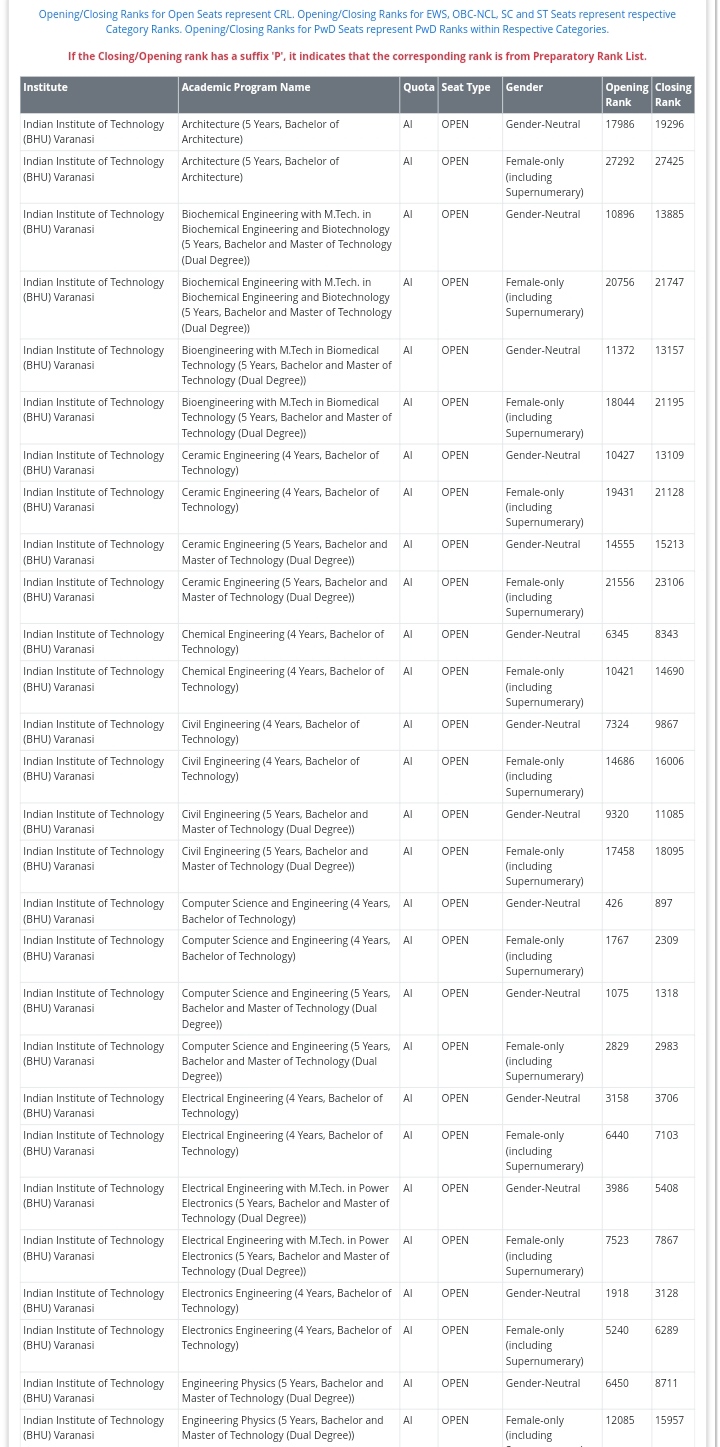 Opening/Closing Ranks for Open Seats represent CRL. Opening/Closing Ranks for EWS, OBC-NCL, SC and ST Seats represent respective
Category Ranks. Opening/Closing Ranks for PwD Seats represent PwD Ranks within Respective Categories.
If the Closing/Opening rank has a suffix 'P', it indicates that the corresponding rank is from Preparatory Rank List.
Institute Academic Program Name Quota Seat Type Gender Opening Closing
Rank Rank
Indian Institute of Technology Architecture (5 Years, Bachelor of AI OPEN Gender-Neutral 17986 19296
(BHU) Varanasi Architecture)
Indian Institute of Technology Architecture (5 Years, Bachelor of AI OPEN Female-only 27292 27425
(BHU) Varanasi Architecture) (including
Supernumerary)
Indian Institute of Technology Biochemical Engineering with M.Tech. in AI OPEN Gender-Neutral 10896 13885
(BHU) Varanasi Biochemical Engineering and Biotechnology
(5 Years, Bachelor and Master of Technology
(Dual Degree))
Indian Institute of Technology Biochemical Engineering with M.Tech. in AI OPEN Female-only 20756 21747
(BHU) Varanasi Biochemical Engineering and Biotechnology (including
(5 Years, Bachelor and Master of Technology Supernumerary)
(Dual Degree))
Indian Institute of Technology Bioengineering with M.Tech in Biomedical AI OPEN Gender-Neutral 11372 13157
(BHU) Varanasi Technology (5 Years, Bachelor and Master of
Technology (Dual Degree))
Indian Institute of Technology Bioengineering with M.Tech in Biomedical AI OPEN Female-only 18044 21195
(BHU) Varanasi Technology (5 Years, Bachelor and Master of (including
Technology (Dual Degree)) Supernumerary)
Indian Institute of Technology Ceramic Engineering (4 Years, Bachelor of AI OPEN Gender-Neutral 10427 13109
(BHU) Varanasi Technology)
Indian Institute of Technology Ceramic Engineering (4 Years, Bachelor of AI OPEN Female-only 19431 21128
(BHU) Varanasi Technology) (including
Supernumerary)
Indian Institute of Technology Ceramic Engineering (5 Years, Bachelor and AI OPEN Gender-Neutral 14555 15213
(BHU) Varanasi Master of Technology (Dual Degree))
Indian Institute of Technology Ceramic Engineering (5 Years, Bachelor and AI OPEN Female-only 21556 23106
(BHU) Varanasi Master of Technology (Dual Degree)) (including
Supernumerary)
Indian Institute of Technology Chemical Engineering (4 Years, Bachelor of AI OPEN Gender-Neutral 6345 8343
(BHU) Varanasi Technology)
Indian Institute of Technology Chemical Engineering (4 Years, Bachelor of AI OPEN Female-only 10421 14690
(BHU) Varanasi Technology) (including
Supernumerary)
Indian Institute of Technology Civil Engineering (4 Years, Bachelor of AI OPEN Gender-Neutral 7324 9867
(BHU) Varanasi Technology)
Indian Institute of Technology Civil Engineering (4 Years, Bachelor of AI OPEN Female-only 14686 16006
(BHU) Varanasi Technology) (including
Supernumerary)
Indian Institute of Technology Civil Engineering (5 Years, Bachelor and AI OPEN Gender-Neutral 9320 11085
(BHU) Varanasi Master of Technology (Dual Degree))
Indian Institute of Technology Civil Engineering (5 Years, Bachelor and AI OPEN Female-only 17458 18095
(BHU) Varanasi Master of Technology (Dual Degree)) (including
Supernumerary)
Indian Institute of Technology Computer Science and Engineering (4 Years, AI OPEN Gender-Neutral 426 897
(BHU) Varanasi Bachelor of Technology)
Indian Institute of Technology Computer Science and Engineering (4 Years, AI OPEN Female-only 1767 2309
(BHU) Varanasi Bachelor of Technology) (including
Supernumerary)
Indian Institute of Technology Computer Science and Engineering (5 Years, AI OPEN Gender-Neutral 1075 1318
(BHU) Varanasi Bachelor and Master of Technology (Dual
Degree))
Indian Institute of Technology Computer Science and Engineering (5 Years, AI OPEN Female-only 2829 2983
(BHU) Varanasi Bachelor and Master of Technology (Dual (including
Degree)) Supernumerary)
Indian Institute of Technology Electrical Engineering (4 Years, Bachelor of AI OPEN Gender-Neutral 3158 3706
(BHU) Varanasi Technology)
Indian Institute of Technology Electrical Engineering (4 Years, Bachelor of AI OPEN Female-only 6440 7103
(BHU) Varanasi Technology) (including
Supernumerary)
Indian Institute of Technology Electrical Engineering with M.Tech. in Power AI OPEN Gender-Neutral 3986 5408
(BHU) Varanasi Electronics (5 Years, Bachelor and Master of
Technology (Dual Degree))
Indian Institute of Technology Electrical Engineering with M.Tech. in Power AI OPEN Female-only 7523 7867
(BHU) Varanasi Electronics (5 Years, Bachelor and Master of (including
Technology (Dual Degree)) Supernumerary)
Indian Institute of Technology Electronics Engineering (4 Years, Bachelor of AI OPEN Gender-Neutral 1918 3128
(BHU) Varanasi Technology)
Indian Institute of Technology Electronics Engineering (4 Years, Bachelor of AI OPEN Female-only 5240 6289
(BHU) Varanasi Technology) (including
Supernumerary)
Indian Institute of Technology Engineering Physics (5 Years, Bachelor and AI OPEN Gender-Neutral 6450 8711
(BHU) Varanasi Master of Technology (Dual Degree))
Indian Institute of Technology Engineering Physics (5 Years, Bachelor and AI OPEN Female-only 12085 15957
(BHU) Varanasi Master of Technology (Dual Degree)) (including